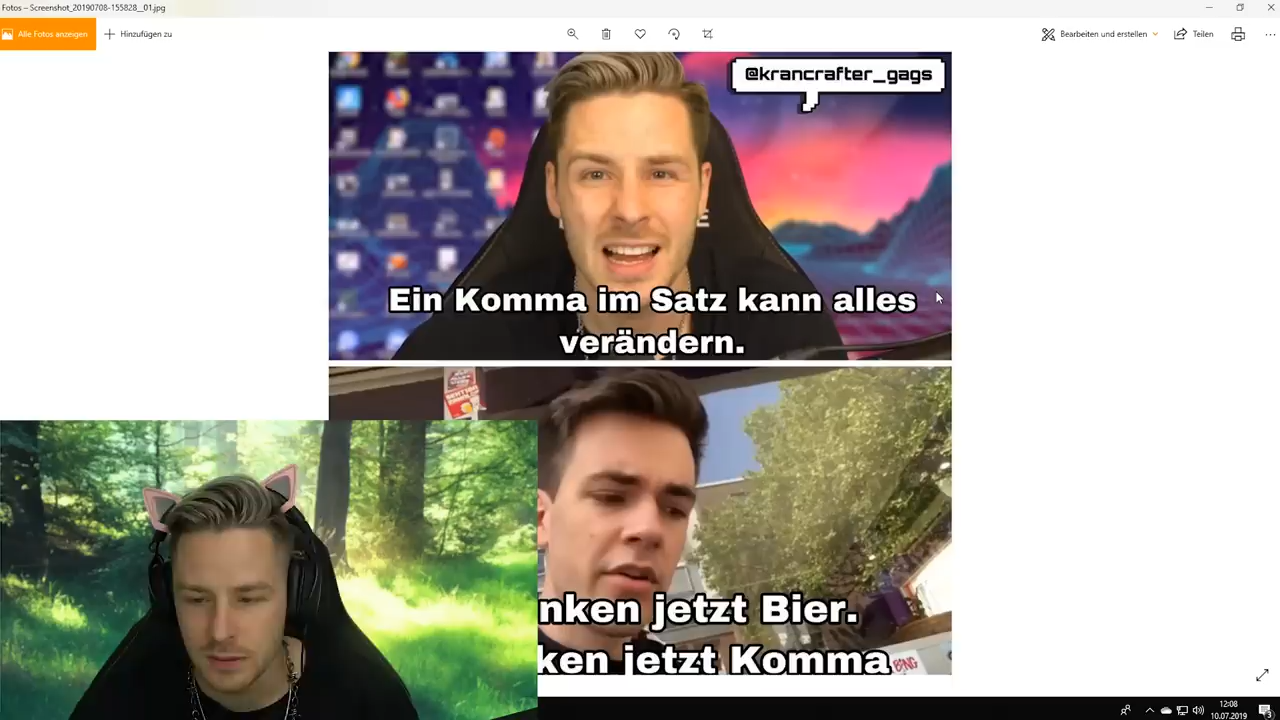 Fotos – Screenshot_20190708-155828__01.jpg
Alle Fotos anzeigen
Hinzufügen zu
Bearbeiten und erstellen
Teilen
@krancrafter_gags
Ein Komma im Satz kann alles
verändern.
nken jetzt Bier.
ken jetzt Komma
12:08
10.07.2019